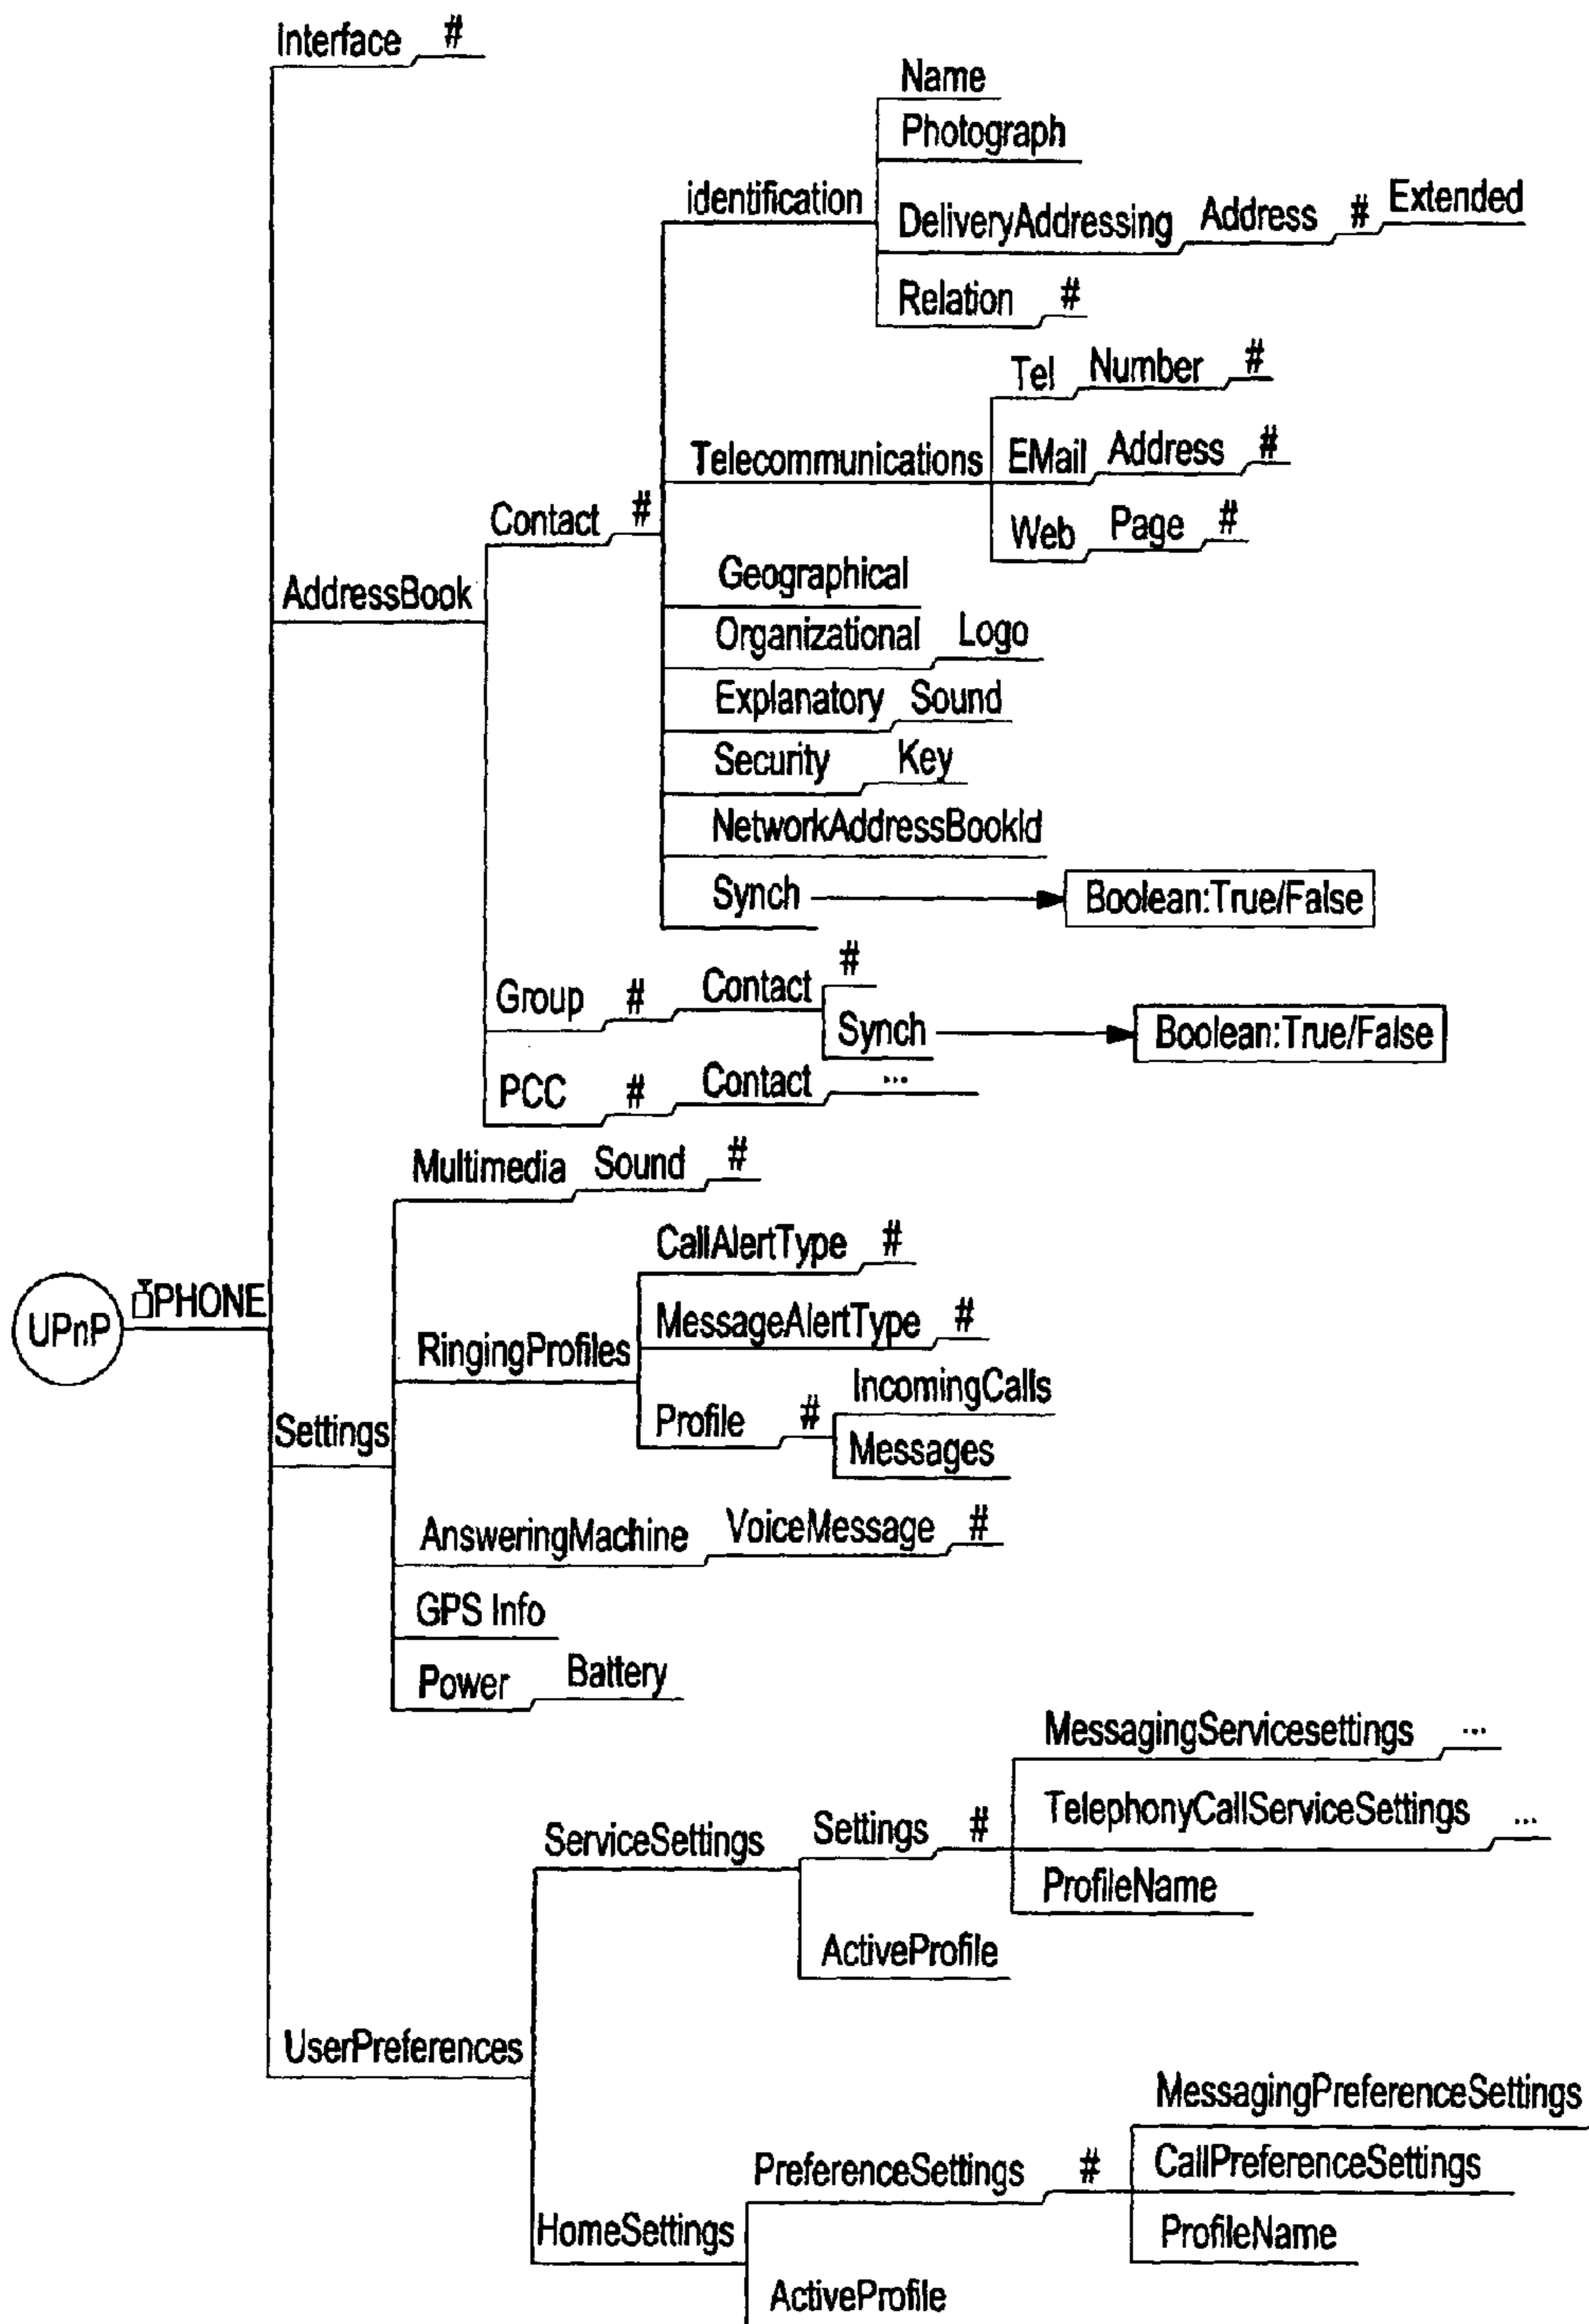 Interface #
Name
Photograph
identification
DeliveryAddressing Address # Extended
Relation #
Tel Number #
Telecommunications
EMail Address #
Web Page #
Contact #
AddressBook
Geographical
Organizational Logo
Explanatory Sound
Security Key
NetworkAddressBookId
Synch Boolean:True/False
Group # Contact #
Synch Boolean:True/False
PCC # Contact ...
Multimedia Sound #
CallAlertType #
MessageAlertType #
RingingProfiles
Profile # IncomingCalls
Messages
UPnP PHONE
Settings
AnsweringMachine VoiceMessage #
GPS Info
Power Battery
MessagingServicesettings ...
TelephonyCallServiceSettings ...
ServiceSettings Settings #
ProfileName
ActiveProfile
UserPreferences
MessagingPreferenceSettings
PreferenceSettings # CallPreferenceSettings
HomeSettings
ProfileName
ActiveProfile